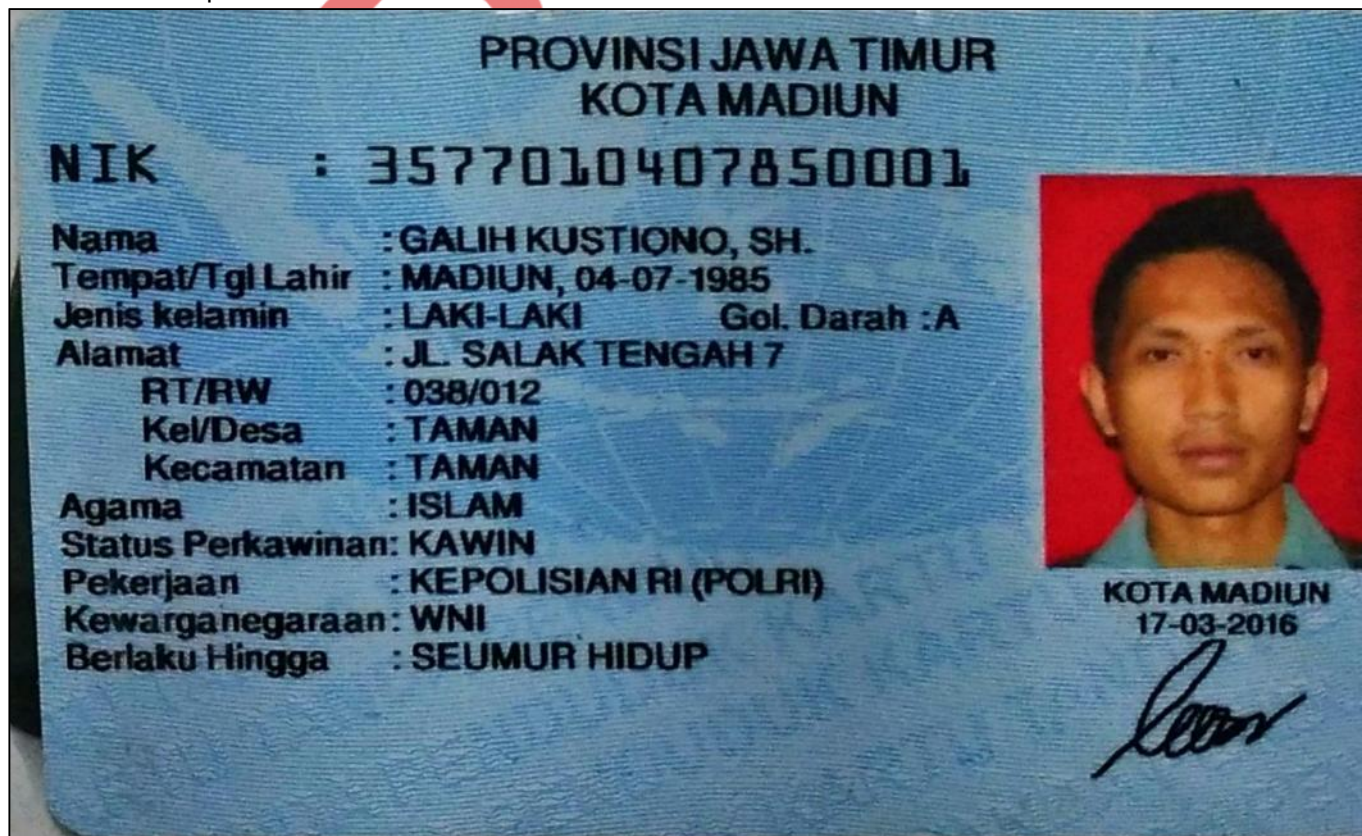 PROVINSI JAWA TIMUR
KOTA MADIUN
NIK : 3577010407850001
Nama : GALIH KUSTIONO, SH.
Tempat/Tgl Lahir : MADIUN, 04-07-1985
Jenis kelamin : LAKI-LAKI Gol. Darah : A
Alamat : JL. SALAK TENGAH 7
RT/RW : 038/012
Kel/Desa : TAMAN
Kecamatan : TAMAN
Agama : ISLAM
Status Perkawinan: KAWIN
Pekerjaan : KEPOLISIAN RI (POLRI)
Kewarganegaraan: WNI
Berlaku Hingga : SEUMUR HIDUP
KOTA MADIUN
17-03-2016